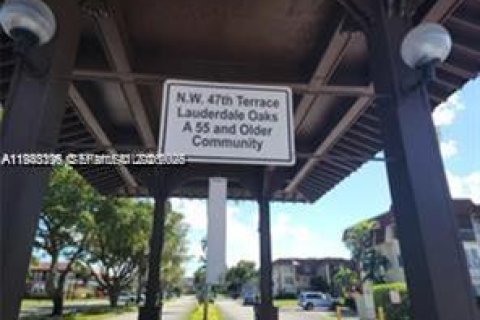 N.W. 47th Terrace
Lauderdale Oaks
A 55 and Older
Community